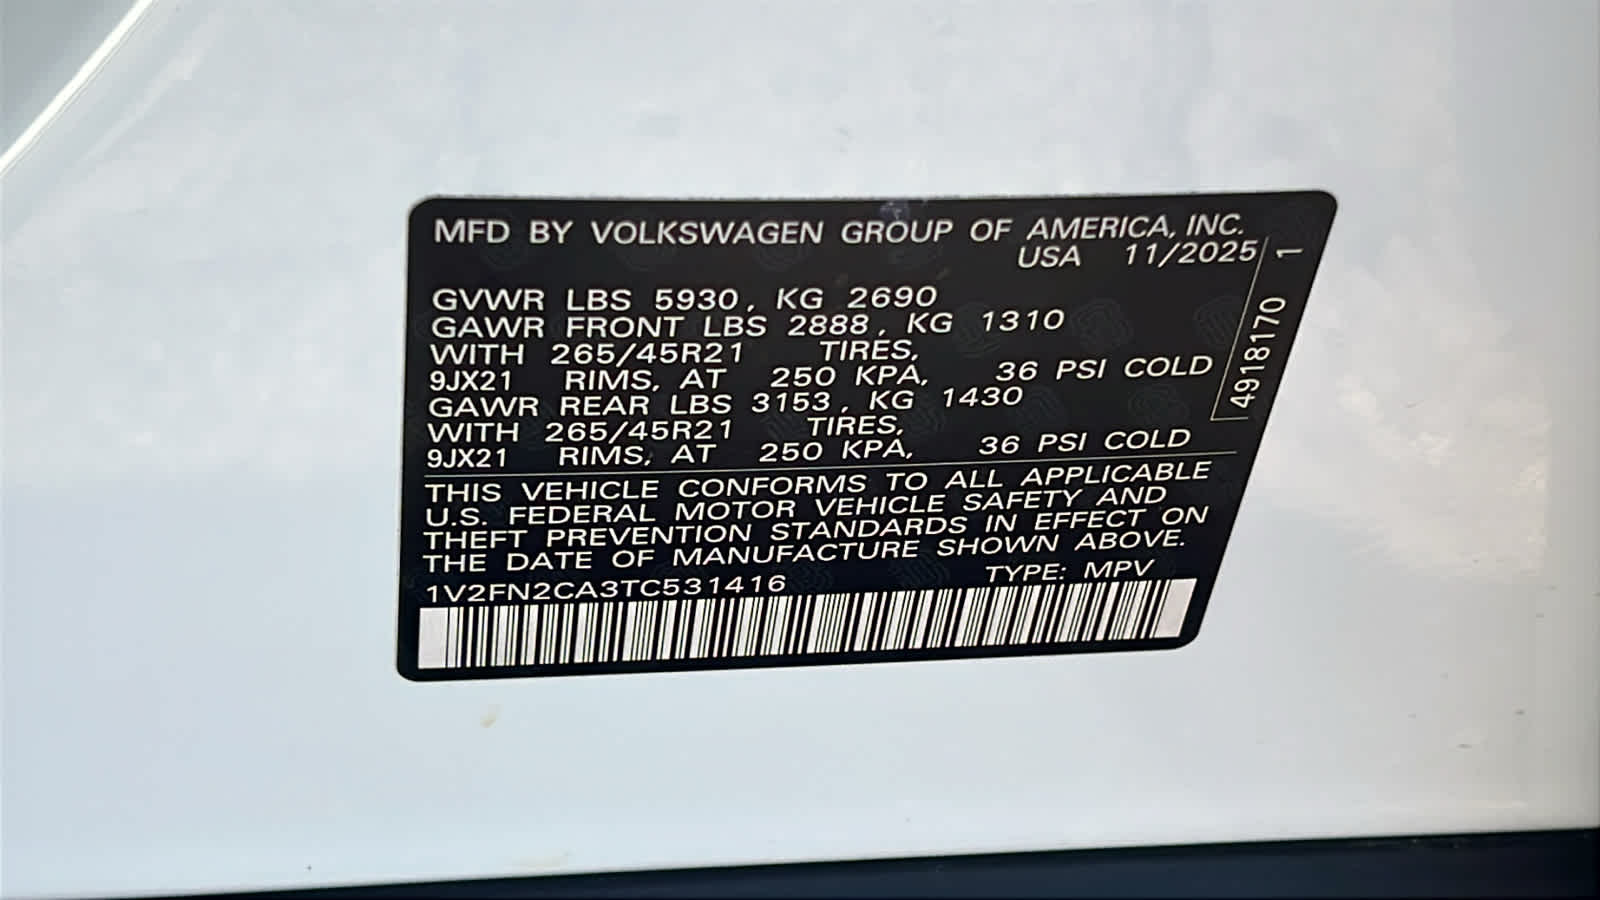 MFD BY VOLKSWAGEN GROUP OF AMERICA, INC.
USA 11/2025
GVWR LBS 5930, KG 2690
GAWR FRONT LBS 2888, KG 1310
WITH 265/45R21 TIRES,
9JX21 RIMS, AT 250 KPA, 36 PSI COLD
GAWR REAR LBS 3153, KG 1430
WITH 265/45R21 TIRES,
9JX21 RIMS, AT 250 KPA, 36 PSI COLD
THIS VEHICLE CONFORMS TO ALL APPLICABLE
U.S. FEDERAL MOTOR VEHICLE SAFETY AND
THEFT PREVENTION STANDARDS IN EFFECT ON
THE DATE OF MANUFACTURE SHOWN ABOVE.
1V2FN2CA3TC531416 TYPE: MPV
4918170 1